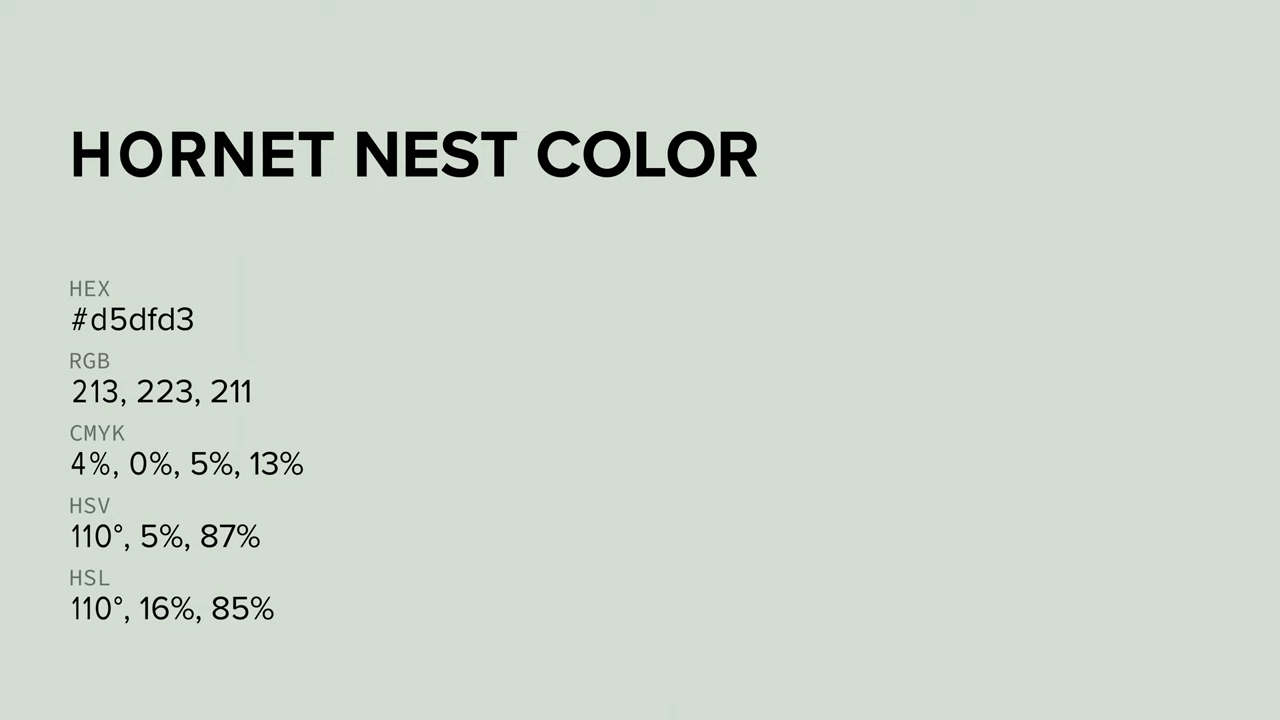 HORNET NEST COLOR
HEX
#d5dfd3
RGB
213, 223, 211
CMYK
4%, 0%, 5%, 13%
HSV
110°, 5%, 87%
HSL
110°, 16%, 85%